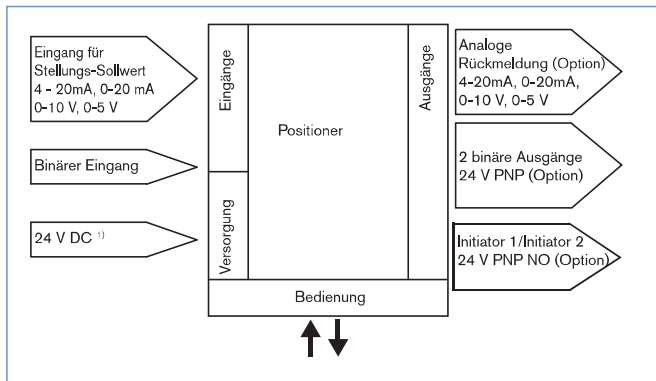 Eingang für
Stellungs-Sollwert
4 - 20mA, 0-20 mA
0-10 V, 0-5 V
Binärer Eingang
24 V DC 1)
Eingänge
Versorgung
Positioner
Ausgänge
Bedienung
Analoge
Rückmeldung (Option)
4-20mA, 0-20mA,
0-10 V, 0-5 V
2 binäre Ausgänge
24 V PNP (Option)
Initiator 1/Initiator 2
24 V PNP NO (Option)